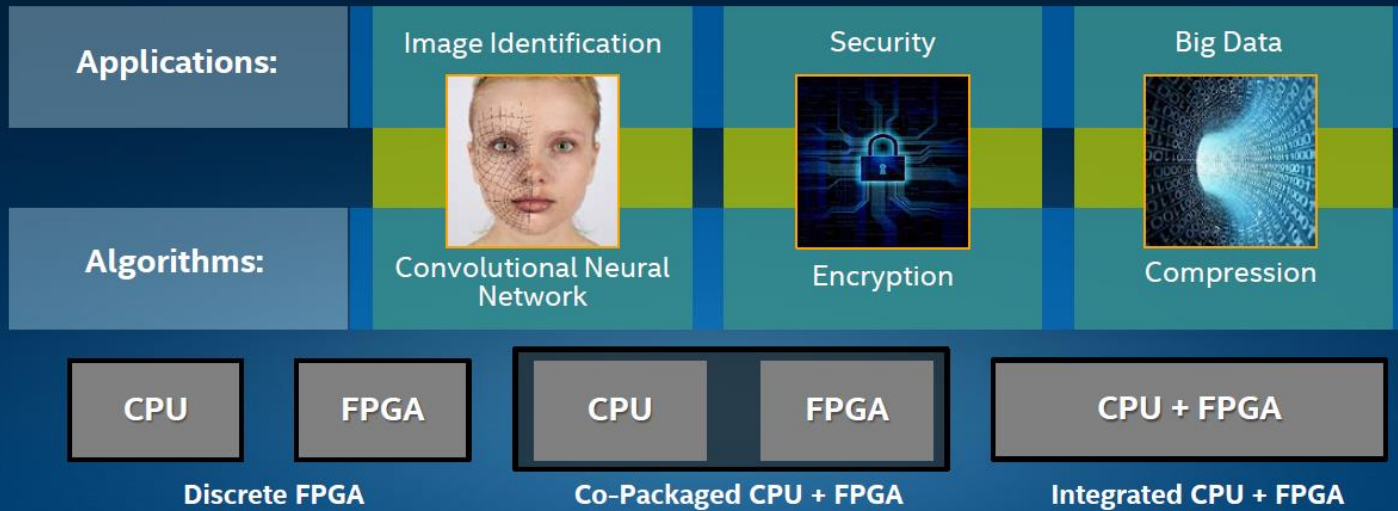 Applications:
Image Identification
Security
Big Data
Algorithms:
Convolutional Neural
Network
Encryption
Compression
CPU
FPGA
CPU
FPGA
CPU + FPGA
Discrete FPGA
Co-Packaged CPU + FPGA
Integrated CPU + FPGA